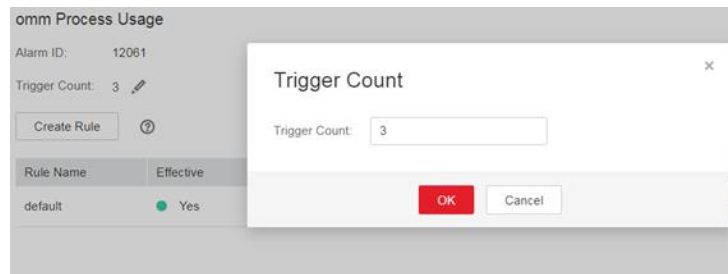 omm Process Usage
Alarm ID: 12061
Trigger Count: 3
Create Rule
Rule Name Effective
default Yes
×
Trigger Count
Trigger Count: 3
OK Cancel